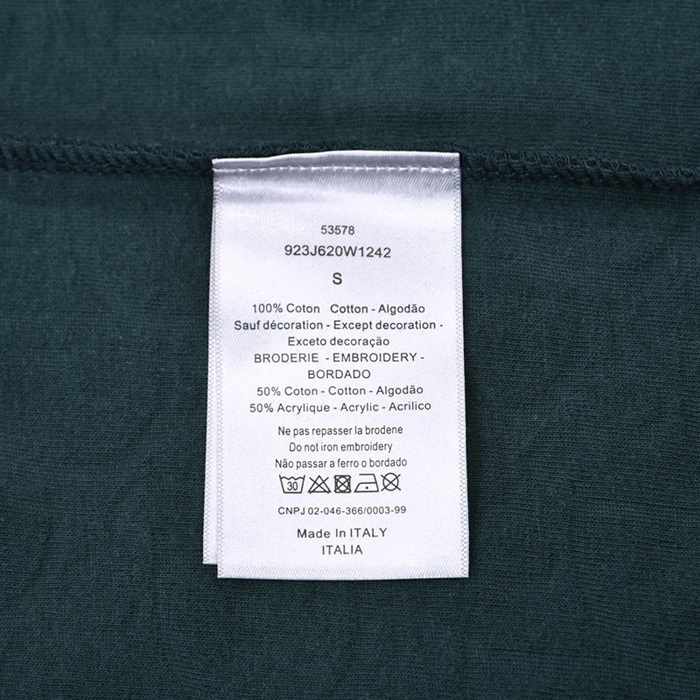 53578
923J620W1242
S
100% Coton Cotton - Algodão
Sauf décoration - Except decoration -
Exceto decoração
BRODERIE - EMBROIDERY -
BORDADO
50% Coton - Cotton - Algodão
50% Acrylique - Acrylic - Acrilico
Ne pas repasser la brodene
Do not iron embroidery
Não passar a ferro o bordado
30
CNPJ 02-046-366/0003-99
Made In ITALY
ITALIA